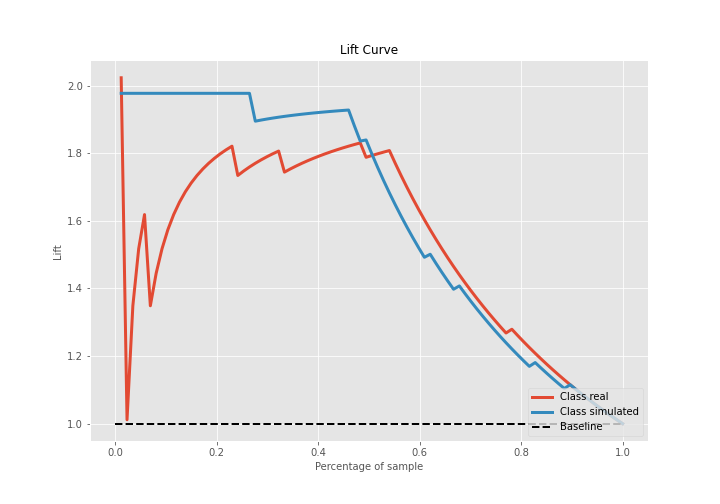 Lift Curve
2.0
1.8
1.6
1.4
1.2
1.0
Lift
Class real
Class simulated
Baseline
0.0 0.2 0.4 0.6 0.8 1.0
Percentage of sample